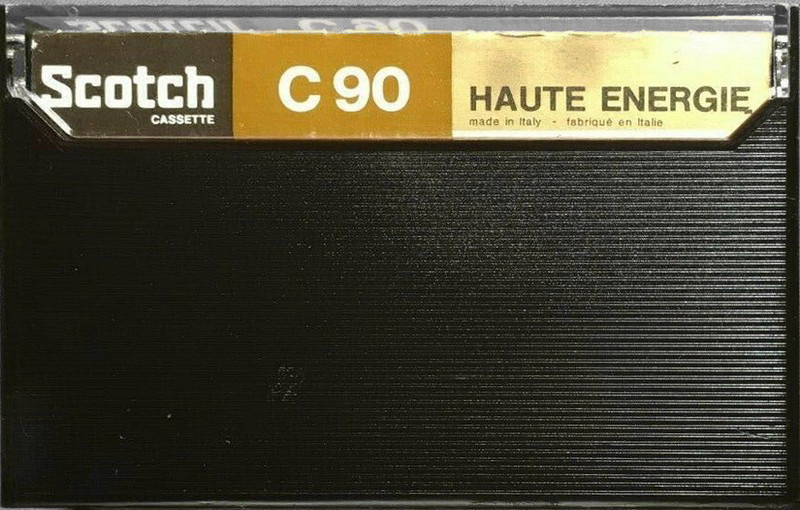 Scotch
CASSETTE
C 90
HAUTE ENERGIE
made in Italy - fabriqué en Italie